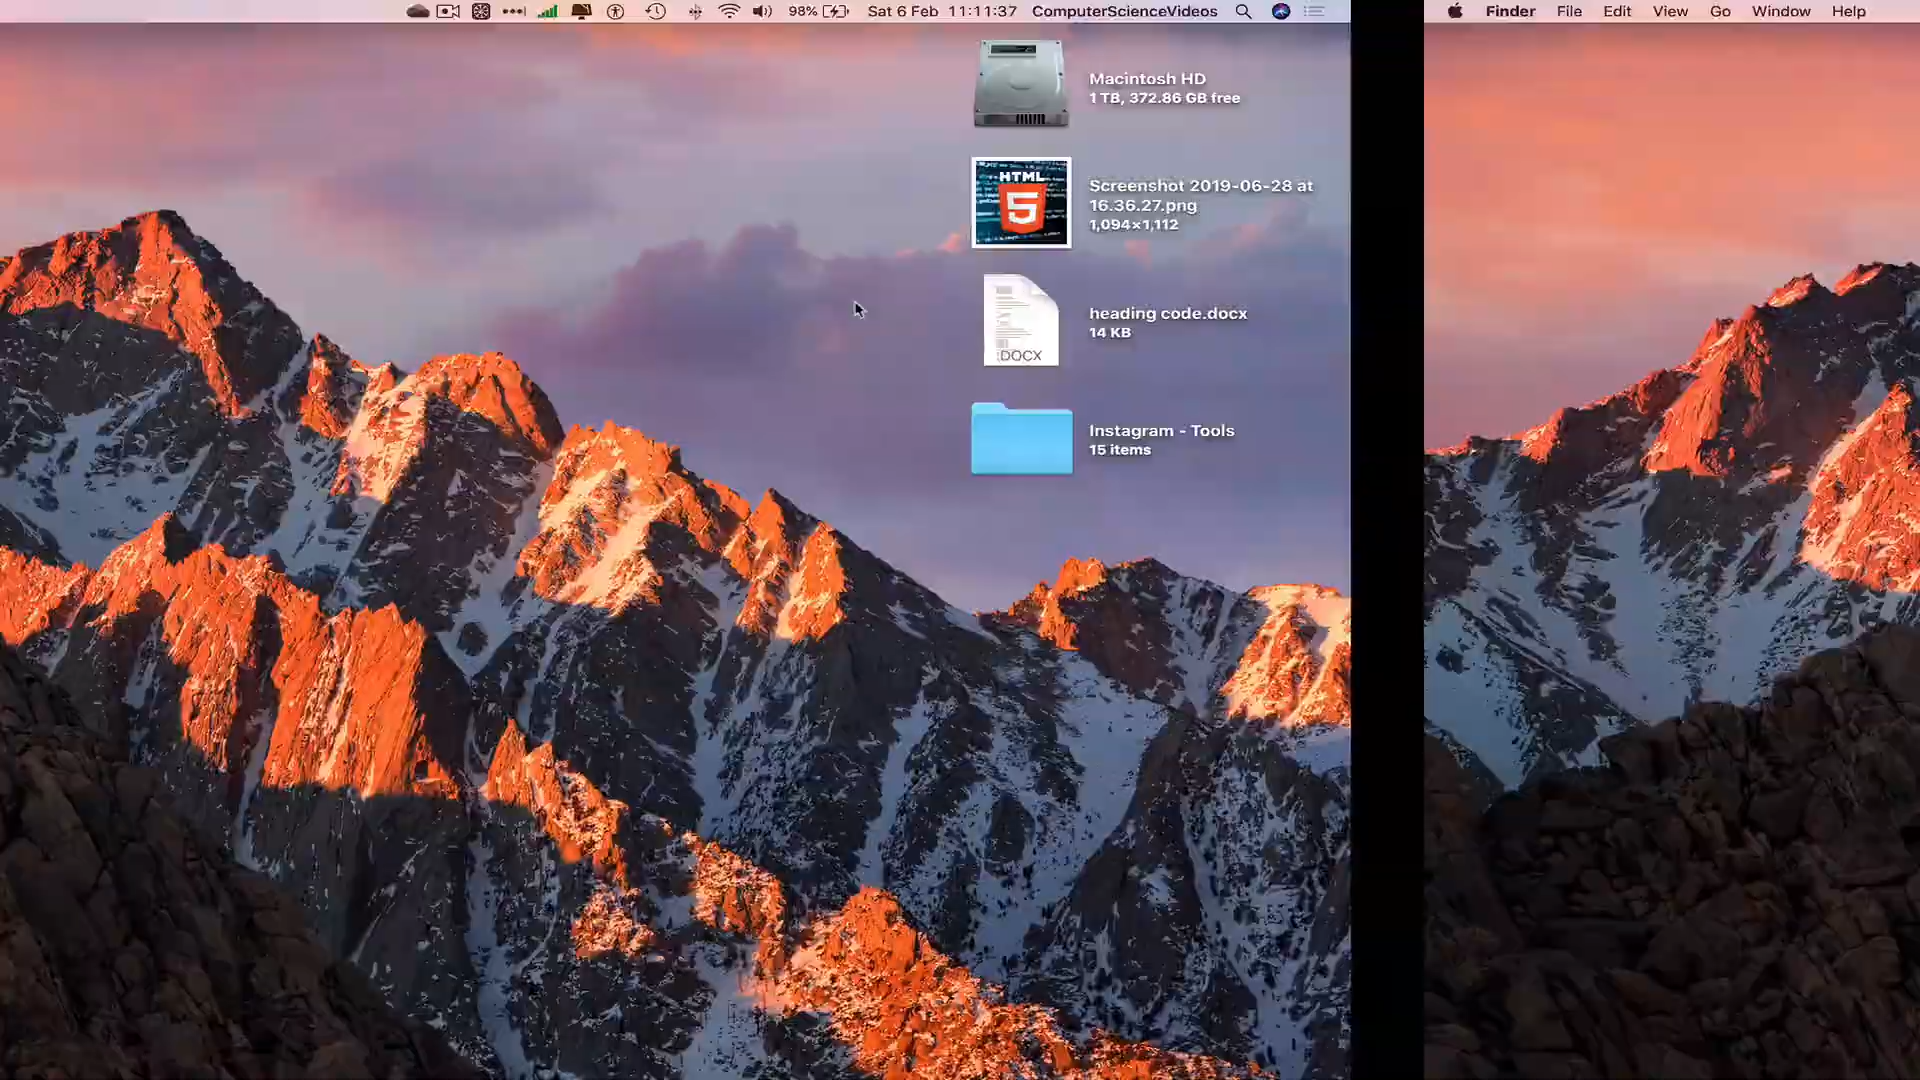 98% Sat 6 Feb 11:11:37 ComputerScienceVideos
Macintosh HD
1 TB, 372.86 GB free
HTML
5
Screenshot 2019-06-28 at
16.36.27.png
1,094×1,112
DOCX
heading code.docx
14 KB
Instagram - Tools
15 items
Finder File Edit View Go Window Help